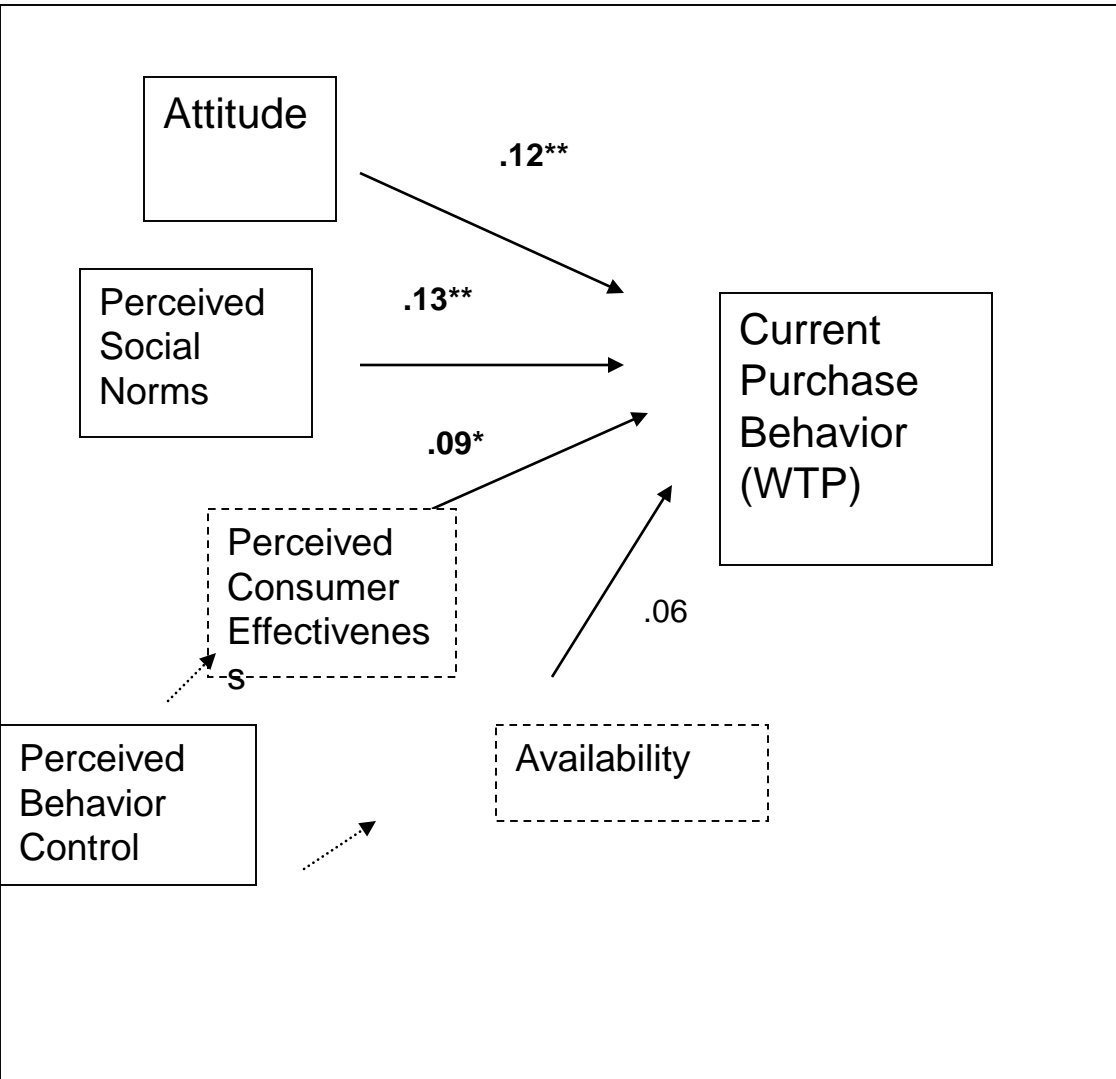 Attitude
.12**
Perceived
Social
Norms
.13**
Current
Purchase
Behavior
(WTP)
.09*
Perceived
Consumer
Effectivenes
s
.06
Perceived
Behavior
Control
Availability